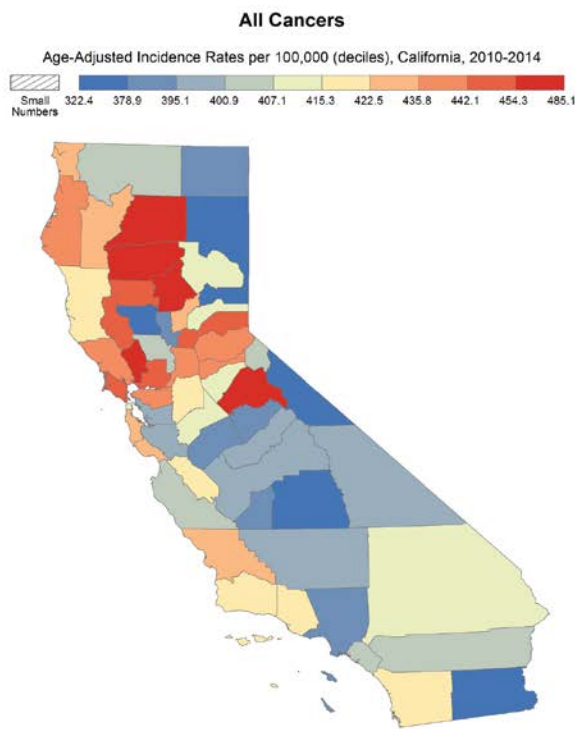 All Cancers
Age-Adjusted Incidence Rates per 100,000 (deciles), California, 2010-2014
Small
Numbers
322.4 378.9 395.1 400.9 407.1 415.3 422.5 435.8 442.1 454.3 485.1